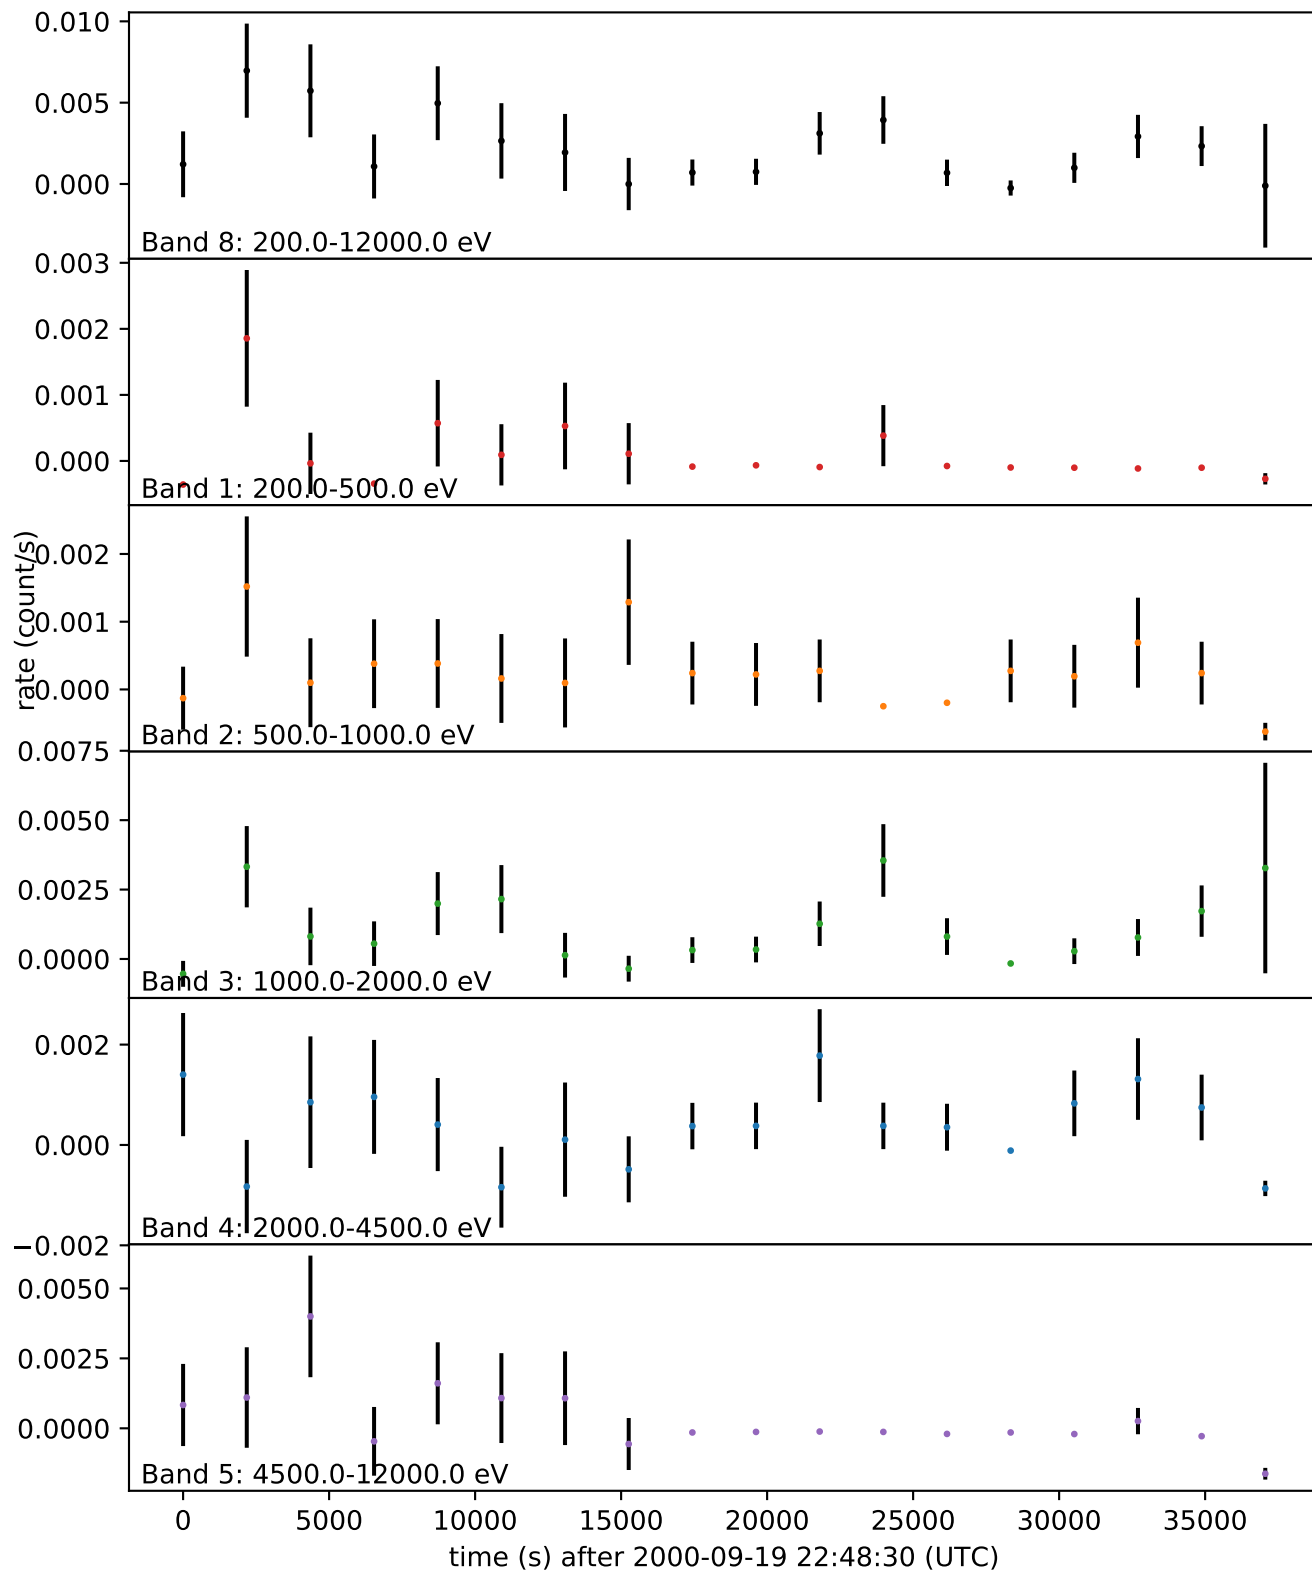 0.010
0.005
0.000
Band 8: 200.0-12000.0 eV
0.003
0.002
0.001
0.000
Band 1: 200.0-500.0 eV
rate (count/s)
0.002
0.001
0.000
Band 2: 500.0-1000.0 eV
0.0075
0.0050
0.0025
0.0000
Band 3: 1000.0-2000.0 eV
0.002
0.000
Band 4: 2000.0-4500.0 eV
−0.002
0.0050
0.0025
0.0000
Band 5: 4500.0-12000.0 eV
0 5000 10000 15000 20000 25000 30000 35000
time (s) after 2000-09-19 22:48:30 (UTC)